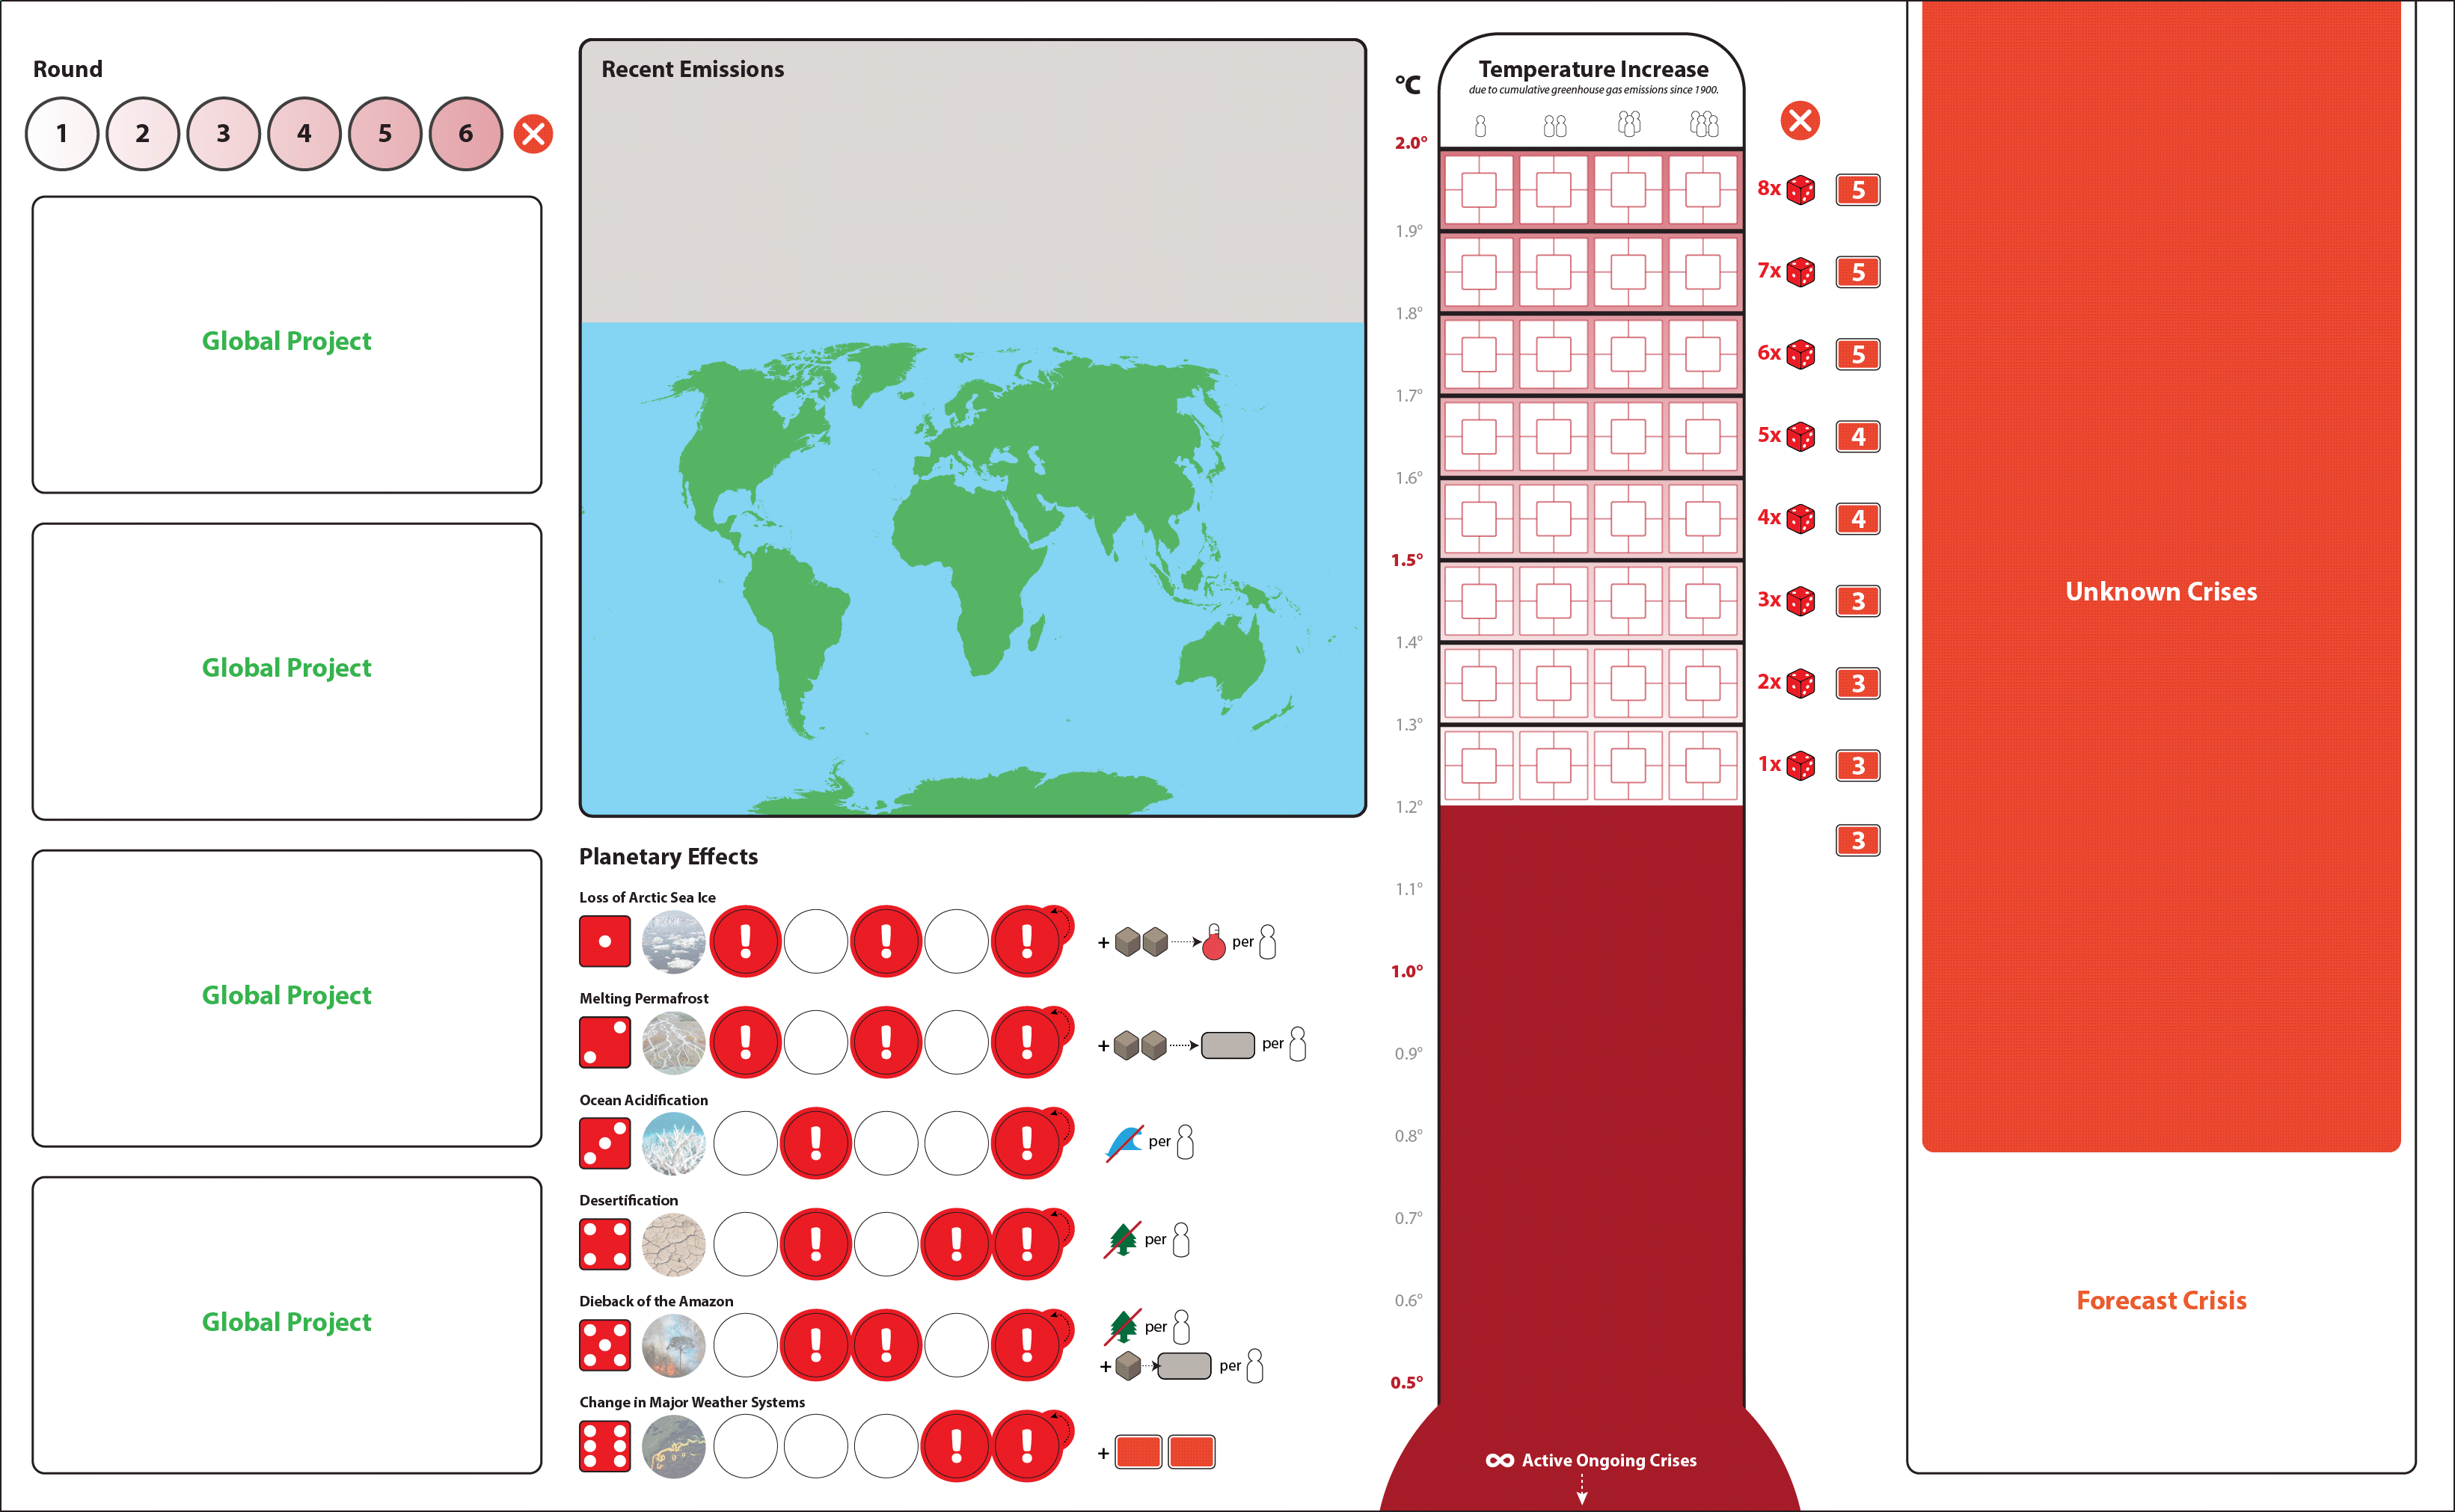 Round
1 2 3 4 5 6
Global Project
Global Project
Global Project
Global Project
Recent Emissions
Planetary Effects
Loss of Arctic Sea Ice
! ! !
+ per
Melting Permafrost
! ! !
+ per
Ocean Acidification
! !
per
Desertification
! ! !
per
Dieback of the Amazon
! ! !
per
+ per
Change in Major Weather Systems
! !
+
°C
Temperature Increase
due to cumulative greenhouse gas emissions since 1900.
2.0°
8x 5
1.9°
7x 5
1.8°
6x 5
1.7°
5x 4
1.6°
4x 4
1.5°
3x 3
1.4°
2x 3
1.3°
1x 3
1.2°
3
1.1°
1.0°
0.9°
0.8°
0.7°
0.6°
0.5°
∞ Active Ongoing Crises
Unknown Crises
Forecast Crisis